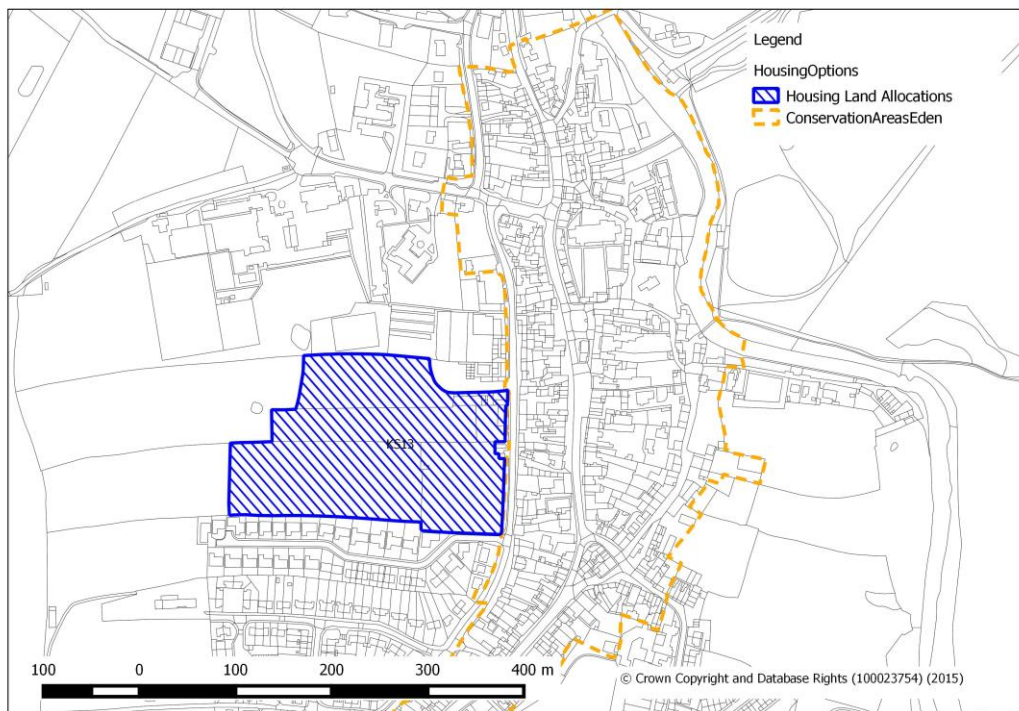 Legend
HousingOptions
Housing Land Allocations
ConservationAreasEden
KS13
100 0 100 200 300 400 m
© Crown Copyright and Database Rights (100023754) (2015)